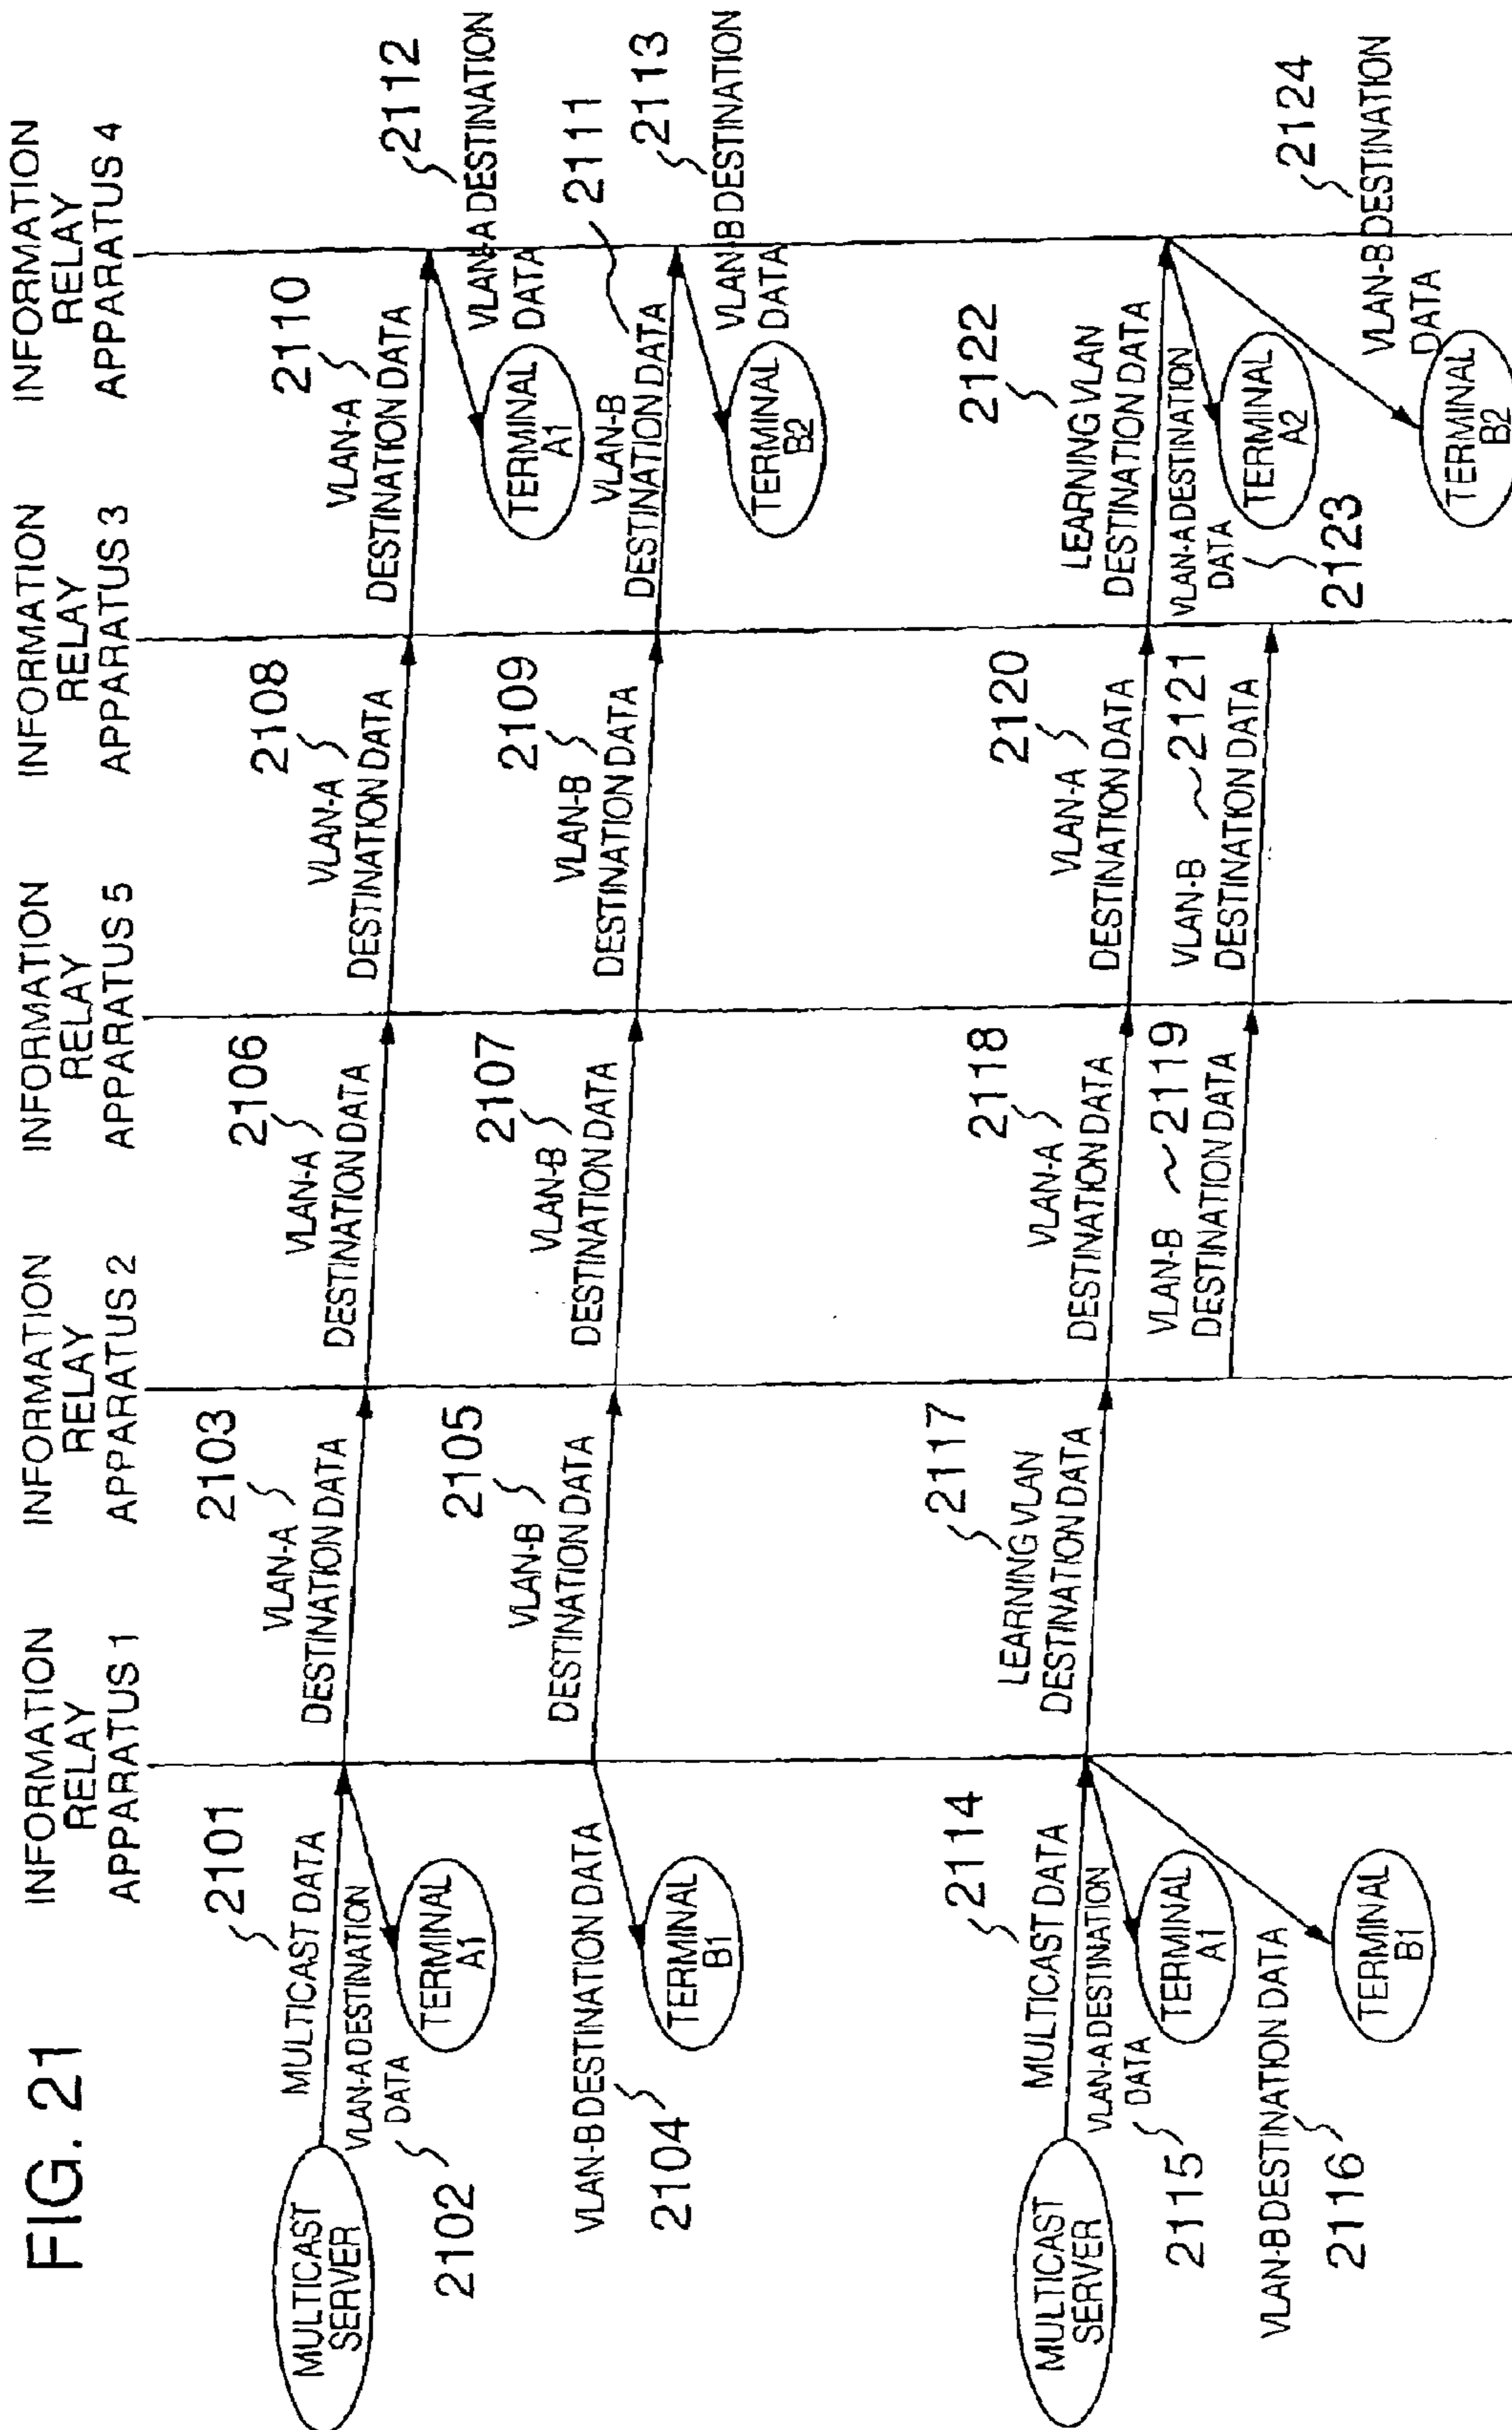 FIG. 21
INFORMATION
RELAY
APPARATUS 1
INFORMATION
RELAY
APPARATUS 2
INFORMATION
RELAY
APPARATUS 5
INFORMATION
RELAY
APPARATUS 3
INFORMATION
RELAY
APPARATUS 4
MULTICAST
SERVER
2101
MULTICAST DATA
VLAN-A DESTINATION
DATA
2102
TERMINAL
A1
2103
VLAN-A
DESTINATION DATA
2106
VLAN-A
DESTINATION DATA
2108
VLAN-A
DESTINATION DATA
2110
VLAN-A
DESTINATION DATA
2112
VLAN-A DESTINATION
DATA
TERMINAL
A1
VLAN-B DESTINATION DATA
2104
TERMINAL
B1
2105
VLAN-B
DESTINATION DATA
2107
VLAN-B
DESTINATION DATA
2109
VLAN-B
DESTINATION DATA
2111
VLAN-B
DESTINATION DATA
2113
VLAN-B DESTINATION
DATA
TERMINAL
B2
MULTICAST
SERVER
2114
MULTICAST DATA
VLAN-A DESTINATION
DATA
2115
TERMINAL
A1
VLAN-B DESTINATION DATA
2116
TERMINAL
B1
2117
LEARNING VLAN
DESTINATION DATA
2118
VLAN-A
DESTINATION DATA
VLAN-B
2119
DESTINATION DATA
2120
VLAN-A
DESTINATION DATA
VLAN-B
2121
DESTINATION DATA
2122
LEARNING VLAN
DESTINATION DATA
VLAN-A DESTINATION
DATA
2123
TERMINAL
A2
2124
VLAN-B DESTINATION
DATA
TERMINAL
B2